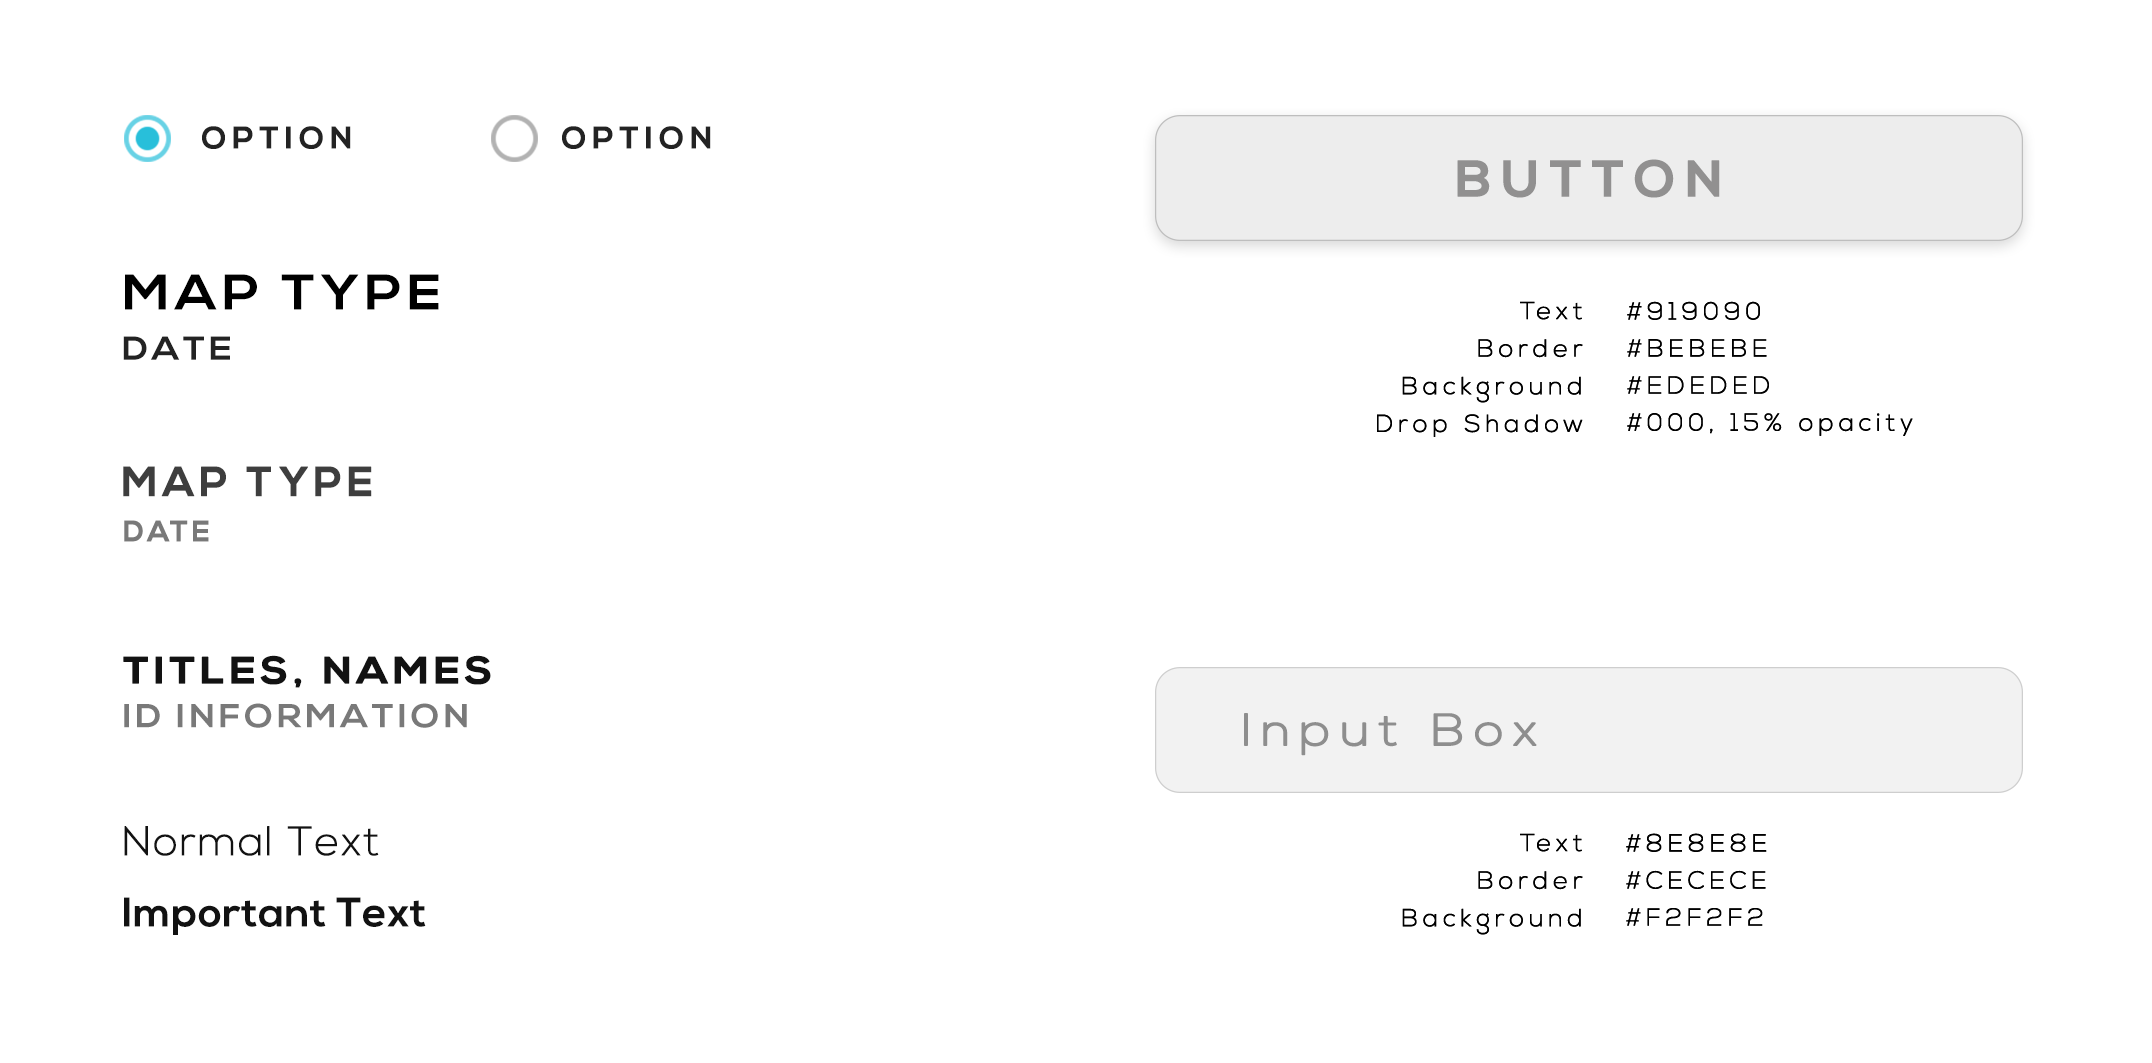 OPTION OPTION
MAP TYPE
DATE
MAP TYPE
DATE
TITLES, NAMES
ID INFORMATION
Normal Text
Important Text
BUTTON
Text #919090
Border #BEBEBE
Background #EDEDED
Drop Shadow #000, 15% opacity
Input Box
Text #8E8E8E
Border #CECECE
Background #F2F2F2